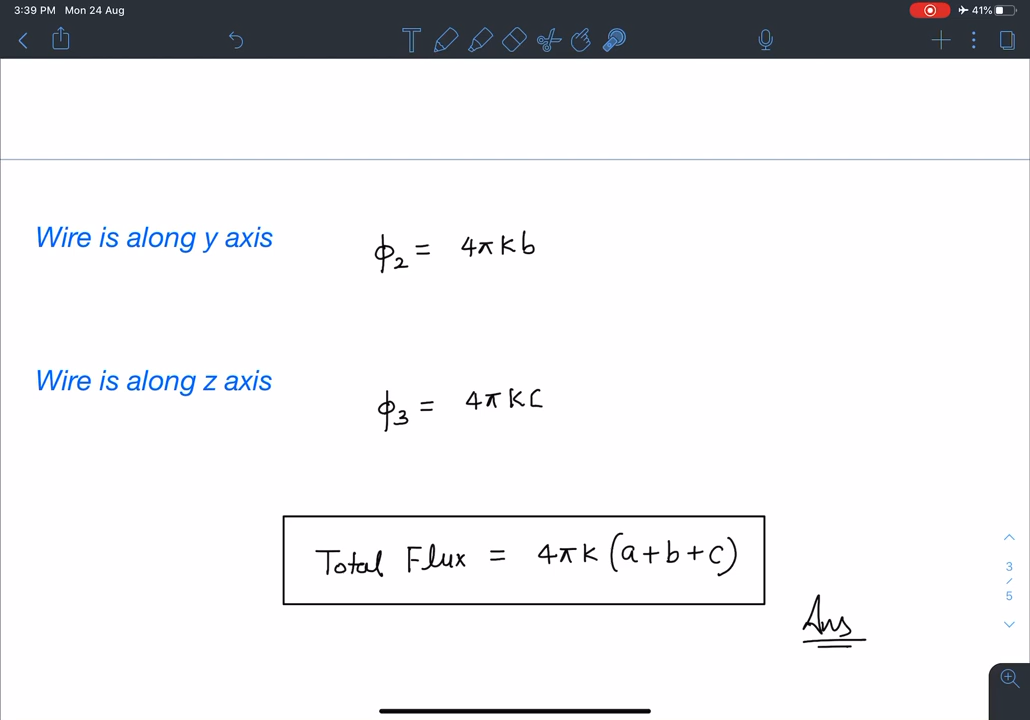 3:39 PM Mon 24 Aug
41%
T
Wire is along y axis
ϕ₂ = 4πkb
Wire is along z axis
ϕ₃ = 4πkc
Total Flux = 4πk (a+b+c)
Ans
3
/
5